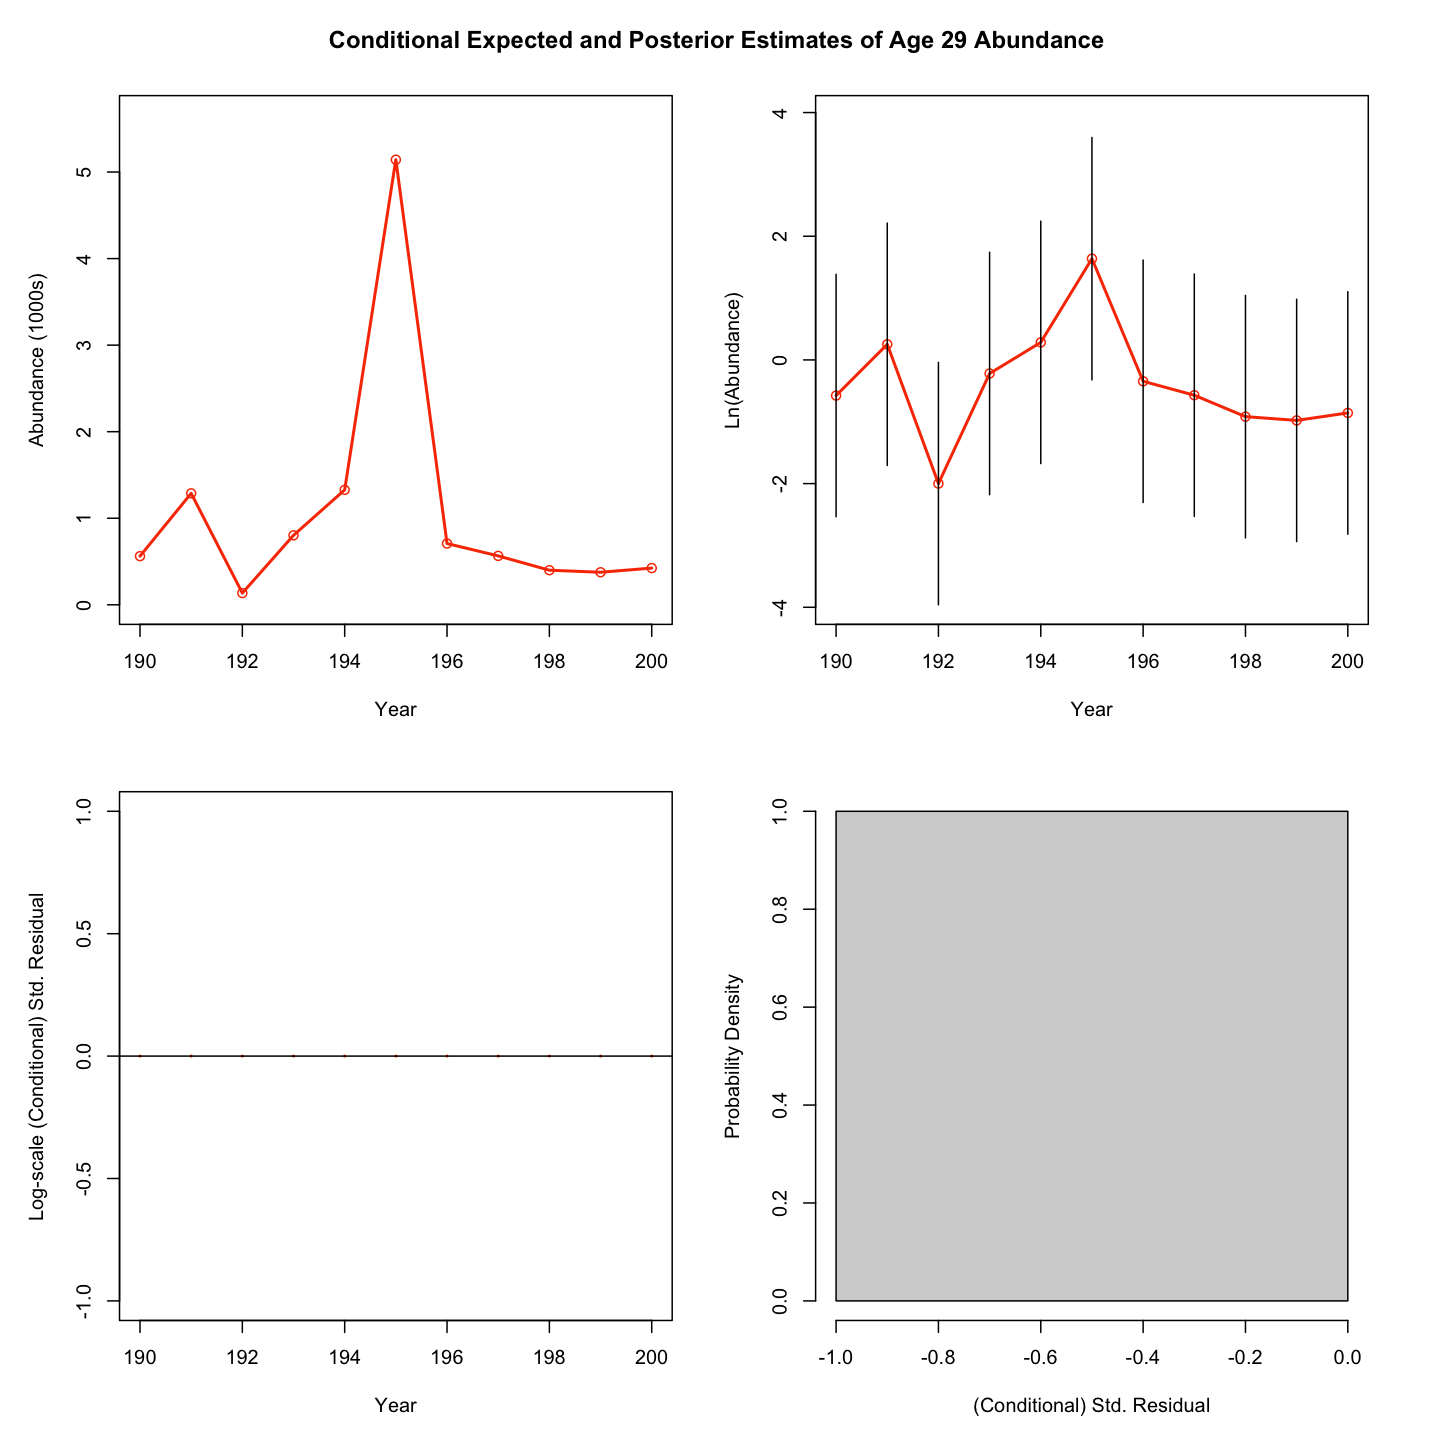 Conditional Expected and Posterior Estimates of Age 29 Abundance
Abundance (1000s)
5
4
3
2
1
0
190 192 194 196 198 200
Year
Ln(Abundance)
4
2
0
-2
-4
190 192 194 196 198 200
Year
Log-scale (Conditional) Std. Residual
1.0
0.5
0.0
-0.5
-1.0
190 192 194 196 198 200
Year
Probability Density
1.0
0.8
0.6
0.4
0.2
0.0
-1.0 -0.8 -0.6 -0.4 -0.2 0.0
(Conditional) Std. Residual